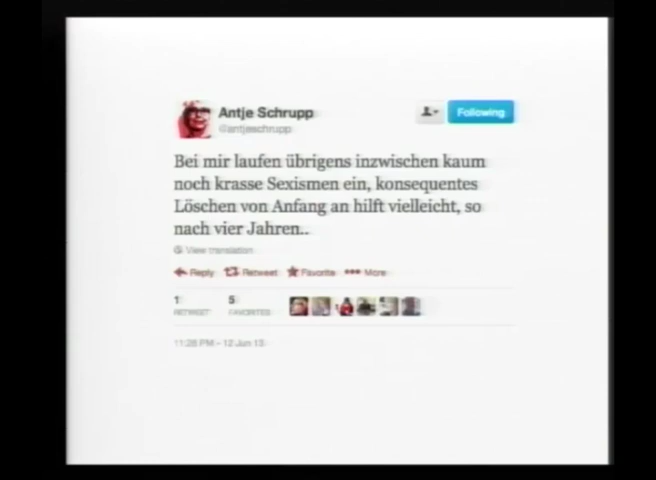 Antje Schrupp
@antjeschrupp
Following
Bei mir laufen übrigens inzwischen kaum
noch krasse Sexismen ein, konsequentes
Löschen von Anfang an hilft vielleicht, so
nach vier Jahren..
View translation
Reply Retweet Favorite More
1 5
RETWEET FAVORITES
11:28 PM - 12 Jun 13